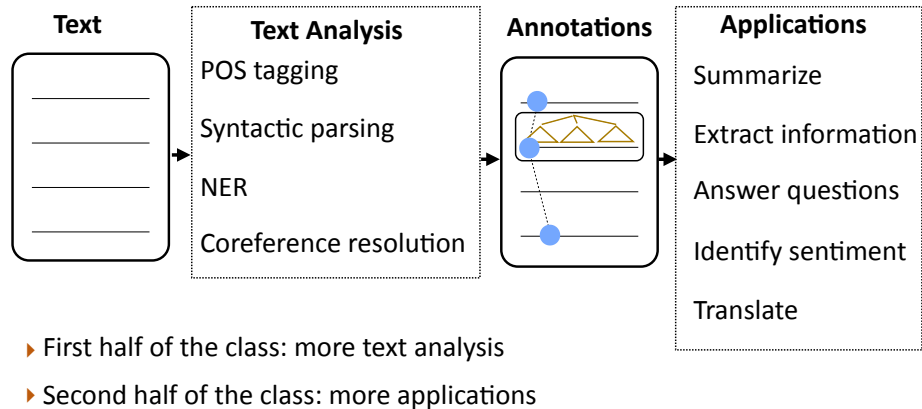 Text
Text Analysis
POS tagging
Syntactic parsing
NER
Coreference resolution
Annotations
Applications
Summarize
Extract information
Answer questions
Identify sentiment
Translate
First half of the class: more text analysis
Second half of the class: more applications